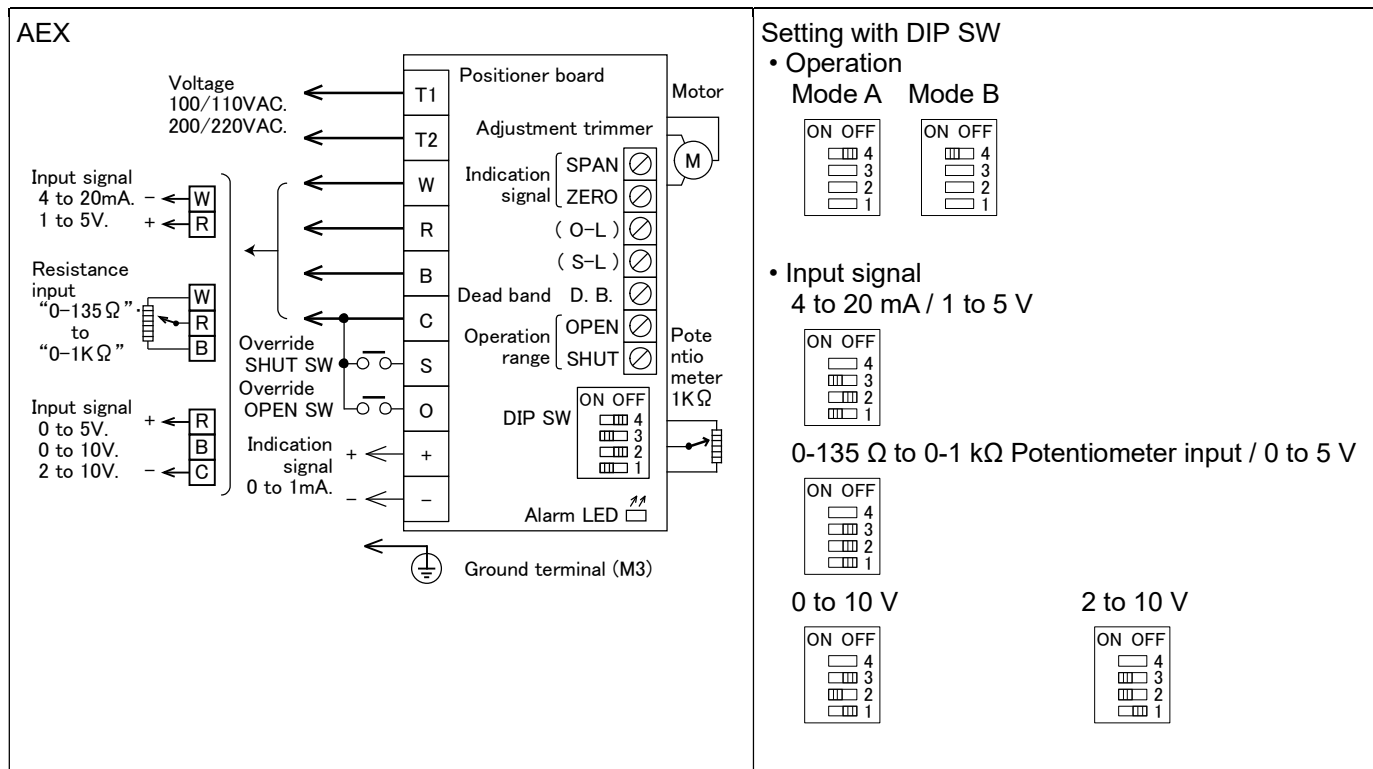 AEX
Voltage
100/110VAC.
200/220VAC.
Input signal
4 to 20mA. - W
1 to 5V. + R
Resistance
input
“0-135Ω”
to
“0-1KΩ”
W
R
B
Input signal
0 to 5V.
0 to 10V.
2 to 10V.
+ R
B
- C
Override
SHUT SW
Override
OPEN SW
Indication
signal
0 to 1mA.
+
-
T1
T2
W
R
B
C
S
O
+
-
Positioner board
Adjustment trimmer
Indication
signal
SPAN
ZERO
( O-L )
( S-L )
Dead band D. B.
Operation
range
OPEN
SHUT
DIP SW
ON OFF
4
3
2
1
Alarm LED
Motor
M
Pote
ntio
meter
1KΩ
Ground terminal (M3)
Setting with DIP SW
• Operation
Mode A Mode B
ON OFF
4
3
2
1
ON OFF
4
3
2
1
• Input signal
4 to 20 mA / 1 to 5 V
ON OFF
4
3
2
1
0-135 Ω to 0-1 kΩ Potentiometer input / 0 to 5 V
ON OFF
4
3
2
1
0 to 10 V
ON OFF
4
3
2
1
2 to 10 V
ON OFF
4
3
2
1